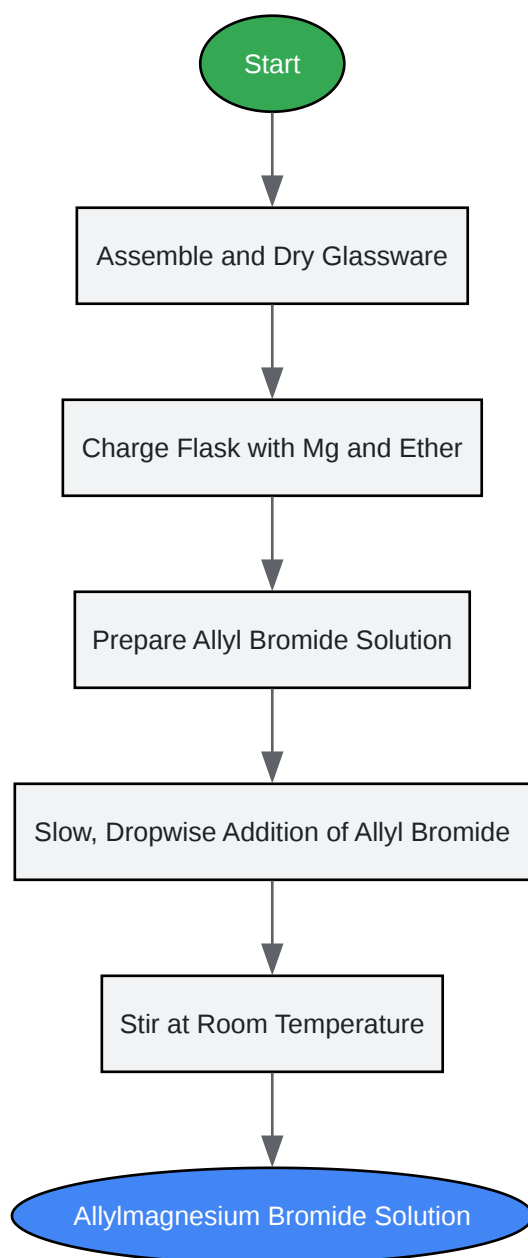 Start
Assemble and Dry Glassware
Charge Flask with Mg and Ether
Prepare Allyl Bromide Solution
Slow, Dropwise Addition of Allyl Bromide
Stir at Room Temperature
Allylmagnesium Bromide Solution